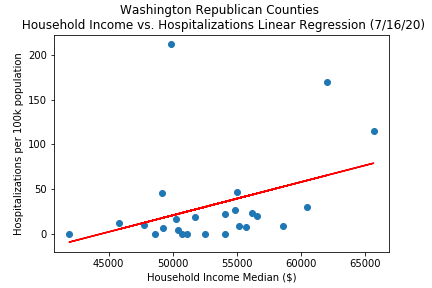 Washington Republican Counties
Household Income vs. Hospitalizations Linear Regression (7/16/20)
Hospitalizations per 100k population
200
150
100
50
0
45000 50000 55000 60000 65000
Household Income Median ($)